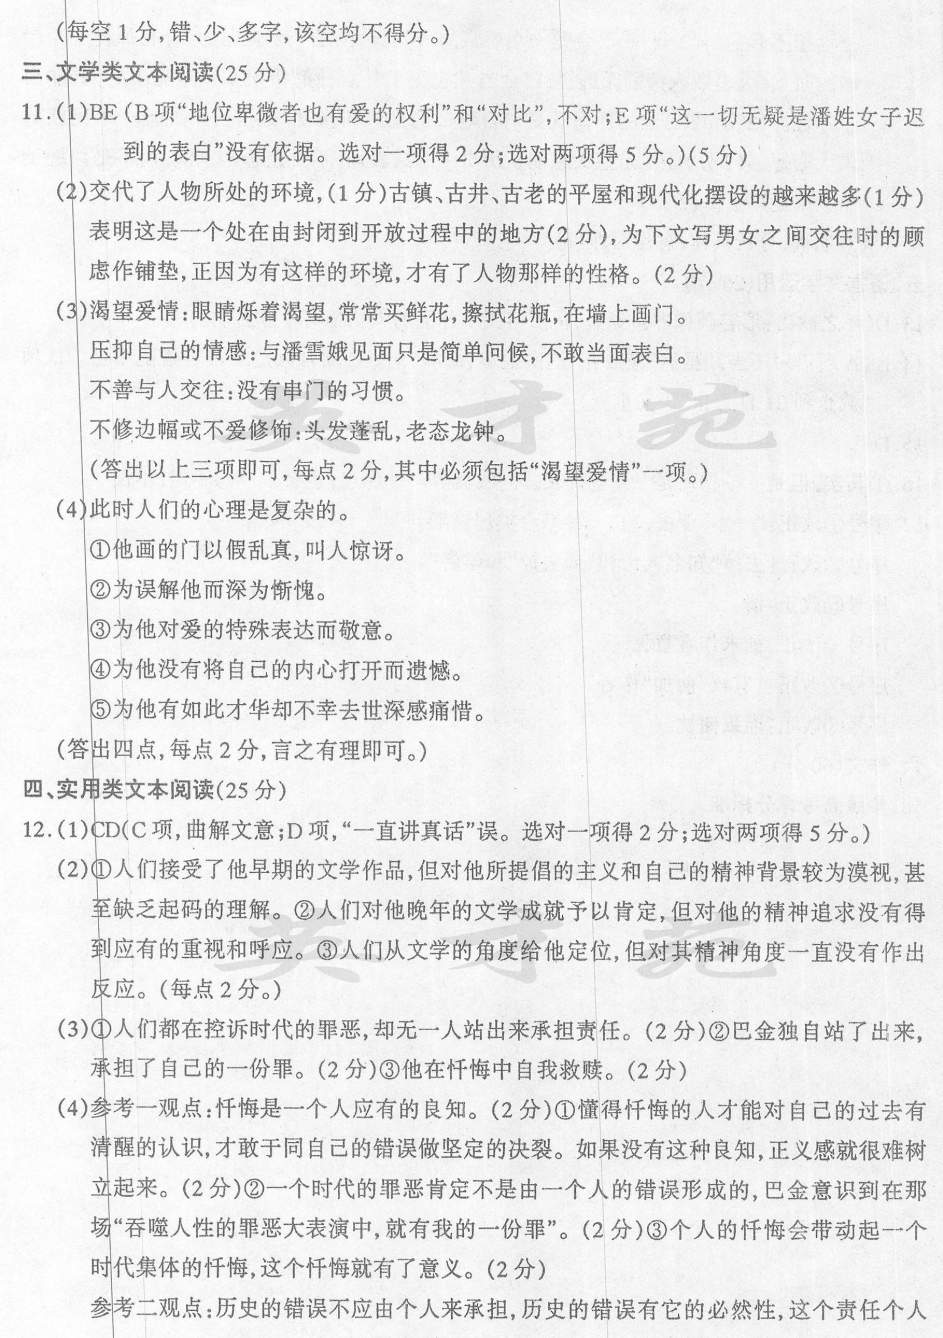 (每空1分,错、少、多字,该空均不得分。)
三、文学类文本阅读(25分)
11.(1)BE(B项“地位卑微者也有爱的权利”和“对比”,不对;E项“这一切无疑是潘姓女子迟
到的表白”没有依据。选对一项得2分;选对两项得5分。)(5分)
(2)交代了人物所处的环境,(1分)古镇、古井、古老的平屋和现代化摆设的越来越多(1分)
表明这是一个处在由封闭到开放过程中的地方(2分),为下文写男女之间交往时的顾
虑作铺垫,正因为有这样的环境,才有了人物那样的性格。(2分)
(3)渴望爱情:眼睛烁着渴望,常常买鲜花,擦拭花瓶,在墙上画门。
压抑自己的情感:与潘雪娥见面只是简单问候,不敢当面表白。
不善与人交往:没有串门的习惯。
不修边幅或不爱修饰:头发蓬乱,老态龙钟。
(答出以上三项即可,每点2分,其中必须包括“渴望爱情”一项。)
(4)此时人们的心理是复杂的。
①他画的门以假乱真,叫人惊讶。
②为误解他而深为惭愧。
③为他对爱的特殊表达而敬意。
④为他没有将自己的内心打开而遗憾。
⑤为他有如此才华却不幸去世深感痛惜。
(答出四点,每点2分,言之有理即可。)
四、实用类文本阅读(25分)
12.(1)CD(C项,曲解文意;D项,“一直讲真话”误。选对一项得2分;选对两项得5分。)
(2)①人们接受了他早期的文学作品,但对他所提倡的主义和自己的精神背景较为漠视,甚
至缺乏起码的理解。②人们对他晚年的文学成就予以肯定,但对他的精神追求没有得
到应有的重视和呼应。③人们从文学的角度给他定位,但对其精神角度一直没有作出
反应。(每点2分。)
(3)①人们都在控诉时代的罪恶,却无一人站出来承担责任。(2分)②巴金独自站了出来,
承担了自己的一份罪。(2分)③他在忏悔中自我救赎。(2分)
(4)参考一观点:忏悔是一个人应有的良知。(2分)①懂得忏悔的人才能对自己的过去有
清醒的认识,才敢于同自己的错误做坚定的决裂。如果没有这种良知,正义感就很难树
立起来。(2分)②一个时代的罪恶肯定不是由一个人的错误形成的,巴金意识到在那
场“吞噬人性的罪恶大表演中,就有我的一份罪”。(2分)③个人的忏悔会带动起一个
时代集体的忏悔,这个忏悔就有了意义。(2分)
参考二观点:历史的错误不应由个人来承担,历史的错误有它的必然性,这个责任个人
英才苑
英才苑